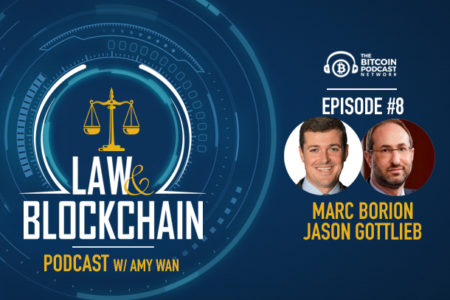 LAW &
BLOCKCHAIN
PODCAST W/ AMY WAN
THE
BITCOIN
PODCAST
NETWORK
EPISODE #8
MARC BORION
JASON GOTTLIEB